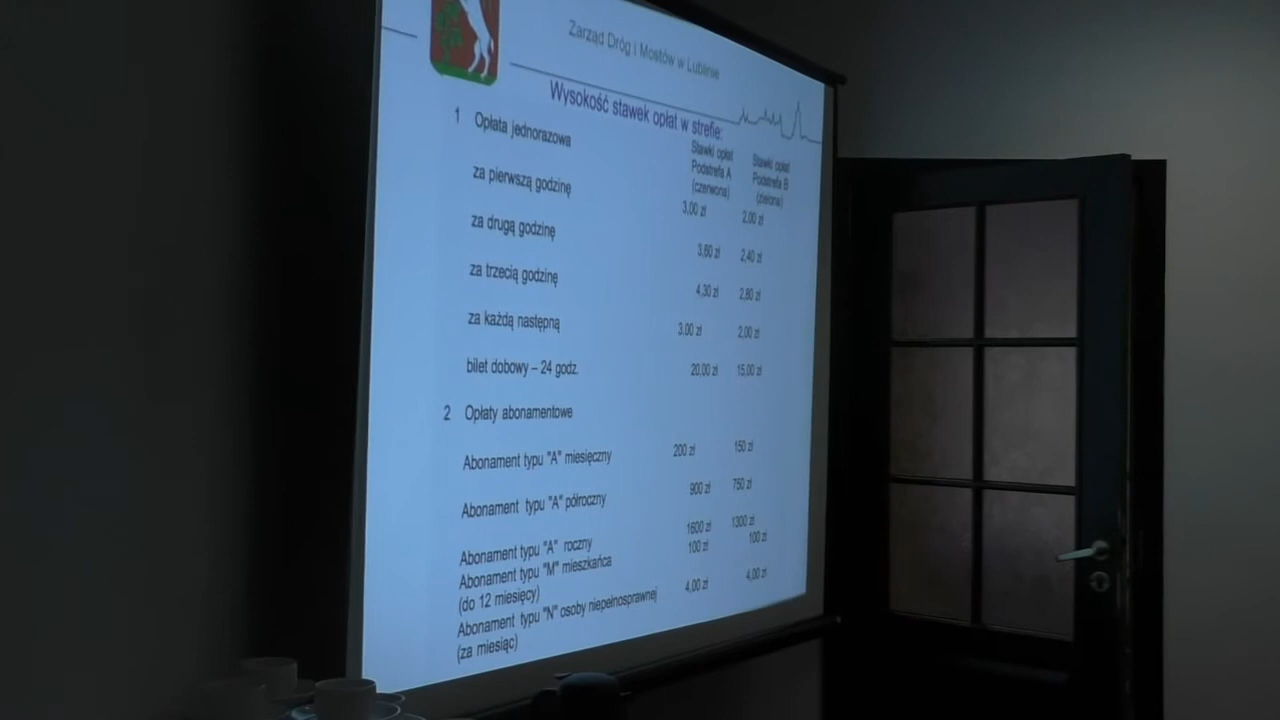 Zarząd Dróg i Mostów w Lublinie
Wysokość stawek opłat w strefie:
1 Opłata jednorazowa
Stawki opłat Podstrefa A (czerwona)
Stawki opłat Podstrefa B (zielona)
za pierwszą godzinę 3,00 zł 2,00 zł
za drugą godzinę 3,60 zł 2,40 zł
za trzecią godzinę 4,30 zł 2,80 zł
za każdą następną 3,00 zł 2,00 zł
bilet dobowy – 24 godz. 20,00 zł 15,00 zł
2 Opłaty abonamentowe
Abonament typu "A" miesięczny 200 zł 150 zł
Abonament typu "A" półroczny 900 zł 750 zł
Abonament typu "A" roczny 1600 zł 1300 zł
Abonament typu "M" mieszkańca 100 zł 100 zł
(do 12 miesięcy)
Abonament typu "N" osoby niepełnosprawnej 4,00 zł 4,00 zł
(za miesiąc)